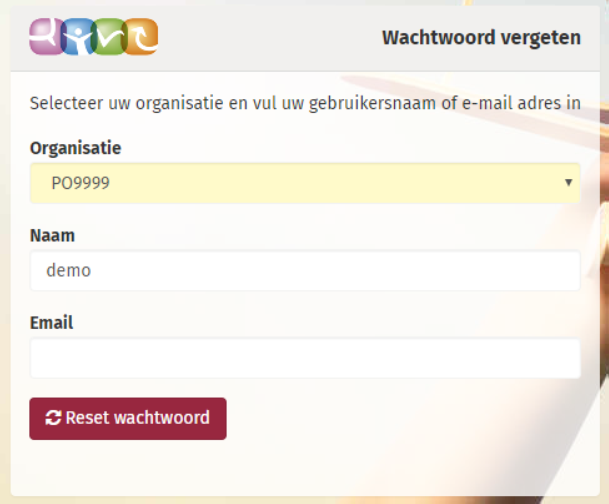 Wachtwoord vergeten
Selecteer uw organisatie en vul uw gebruikersnaam of e-mail adres in
Organisatie
PO9999
Naam
demo
Email
Reset wachtwoord